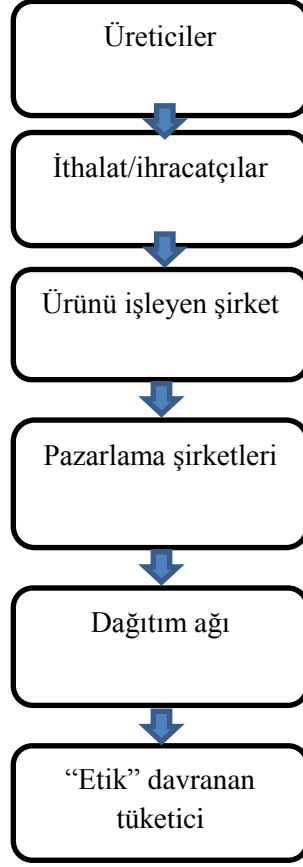 Üreticiler
İthalat/ihracatçılar
Ürünü işleyen şirket
Pazarlama şirketleri
Dağıtım ağı
“Etik” davranan
tüketici